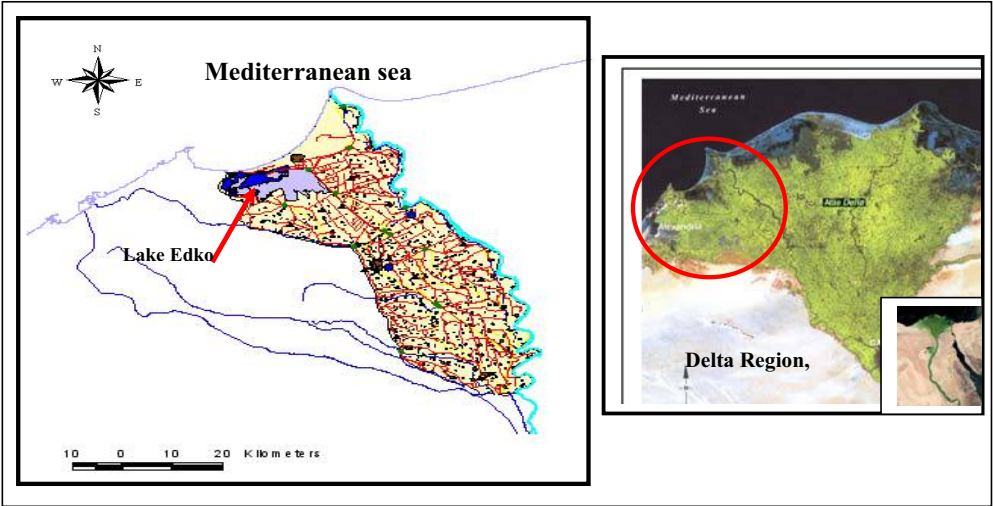 N
W E
S
Mediterranean sea
Lake Edko
10 0 10 20 Kilometers
Mediterranean
Sea
Nile Delta
Alexandria
Delta Region,